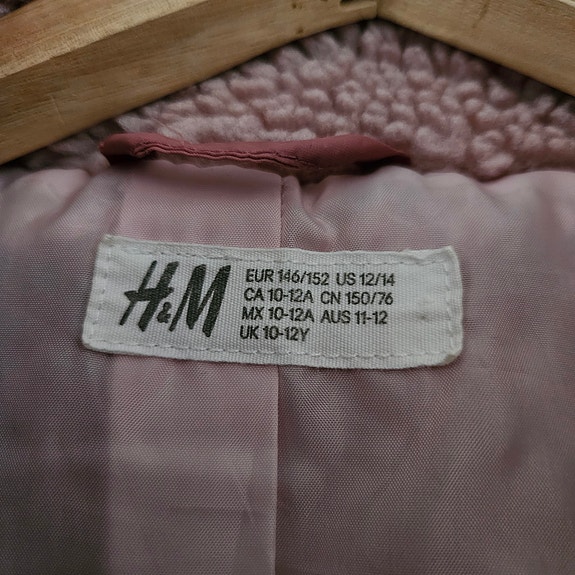 H&M
EUR 146/152 US 12/14
CA 10-12A CN 150/76
MX 10-12A AUS 11-12
UK 10-12Y